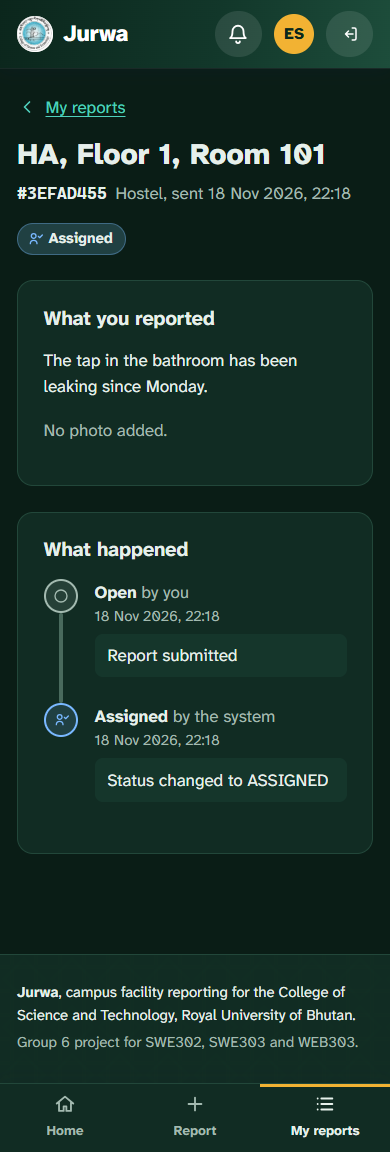 Jurwa
ES
My reports
HA, Floor 1, Room 101
#3EFAD455 Hostel, sent 18 Nov 2026, 22:18
Assigned
What you reported
The tap in the bathroom has been
leaking since Monday.
No photo added.
What happened
Open by you
18 Nov 2026, 22:18
Report submitted
Assigned by the system
18 Nov 2026, 22:18
Status changed to ASSIGNED
Jurwa, campus facility reporting for the College of
Science and Technology, Royal University of Bhutan.
Group 6 project for SWE302, SWE303 and WEB303.
Home
Report
My reports